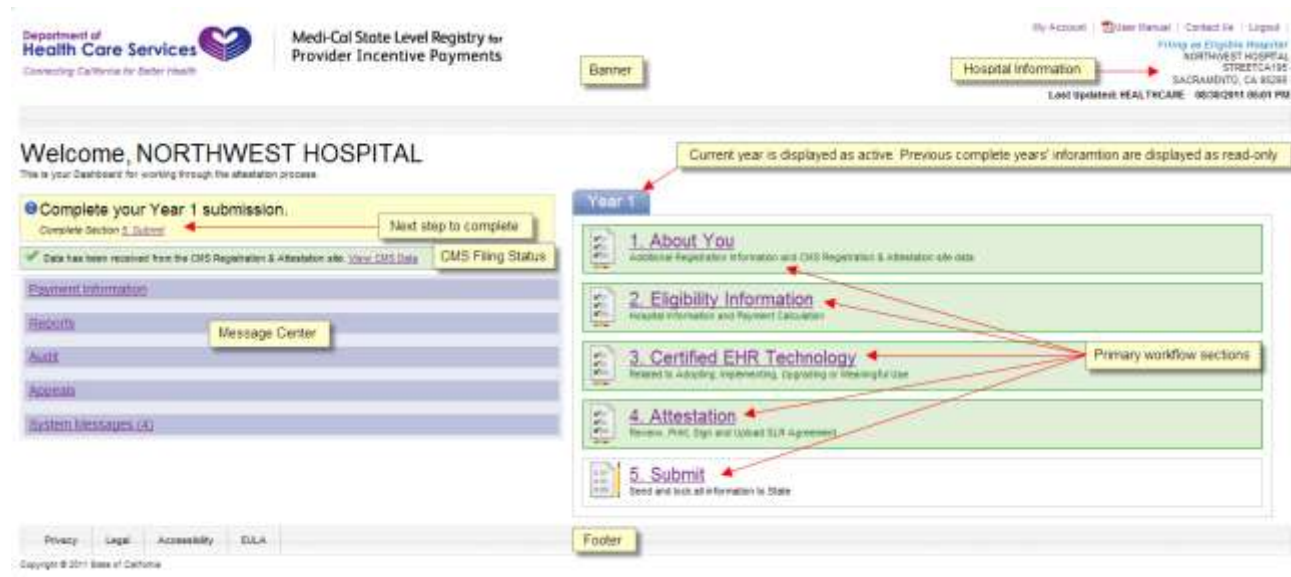 Department of
Health Care Services
Connecting California for Better Health
Medi-Cal State Level Registry for
Provider Incentive Payments
Banner
My Account | User Manual | Contact Us | Logout
Filing as Eligible Hospital
NORTHWEST HOSPITAL
Hospital Information
SACRAMENTO, CA
Last Updated: HEALTHCARE
Welcome, NORTHWEST HOSPITAL
This is your Dashboard for working through the attestation process
Current year is displayed as active. Previous complete years' inforamtion are displayed as read-only
Complete your Year 1 submission.
Complete Section 5. Submit
Next step to complete
Data has been received from the CMS Registration & Attestation site. View CMS Data
CMS Filing Status
Payment Information
Reports
Message Center
Audit
Appeals
System Messages (4)
Year 1
1. About You
Additional Registration Information and CMS Registration & Attestation site data
2. Eligibility Information
Hospital Information and Payment Calculation
3. Certified EHR Technology
Related to Adopting, Implementing, Upgrading or Meaningful Use
Primary workflow sections
4. Attestation
Review, Print, Sign and Upload SLR Agreement
5. Submit
Send and lock all information to State
Privacy Legal Accessibility EULA
Footer
Copyright © 2011 State of California